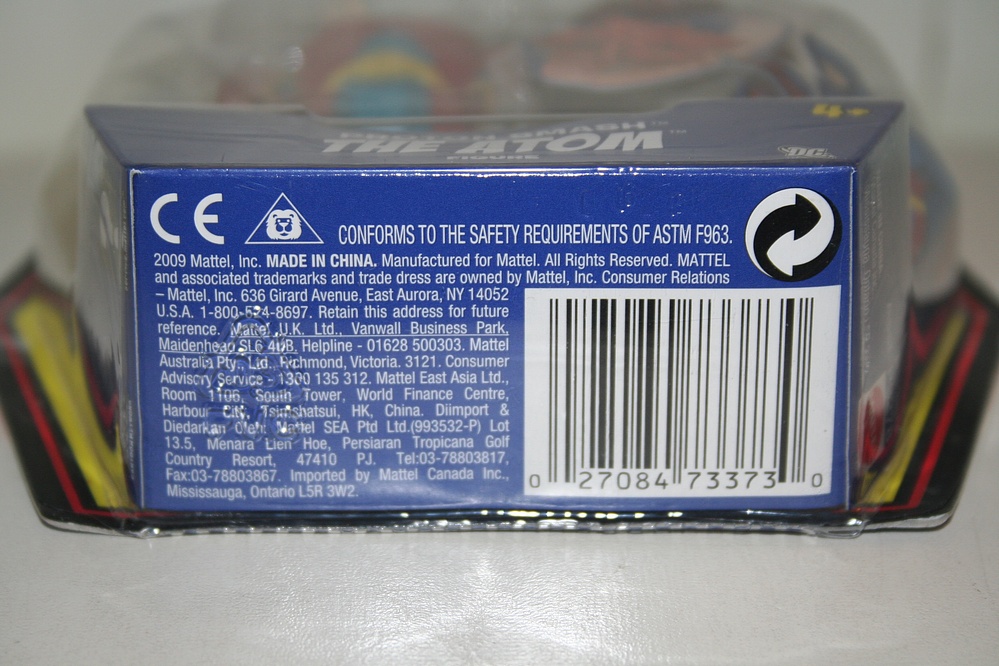 4+
SMASH™
THE ATOM™
FIGURE
DC
CE
CONFORMS TO THE SAFETY REQUIREMENTS OF ASTM F963.
2009 Mattel, Inc. MADE IN CHINA. Manufactured for Mattel. All Rights Reserved. MATTEL
and associated trademarks and trade dress are owned by Mattel, Inc. Consumer Relations
– Mattel, Inc. 636 Girard Avenue, East Aurora, NY 14052
U.S.A. Retain this address for future
reference. Mattel U.K. Ltd., Vanwall Business Park,
Maidenhead SL6 4UB. Helpline - 01628 500303. Mattel
Australia Pty., Ltd., Richmond, Victoria. 3121. Consumer
Advisory Service - 1300 135 312. Mattel East Asia Ltd.,
Room 1106, South Tower, World Finance Centre,
Harbour City, Tsimshatsui, HK, China. Diimport &
Diedarkan Oleh: Mattel SEA Ptd Ltd.(993532-P) Lot
13.5, Menara Lien Hoe, Persiaran Tropicana Golf
Country Resort, 47410 PJ. Tel:03-78803817,
Fax:03-78803867. Imported by Mattel Canada Inc.,
Mississauga, Ontario L5R 3W2.
0 27084 73373 0